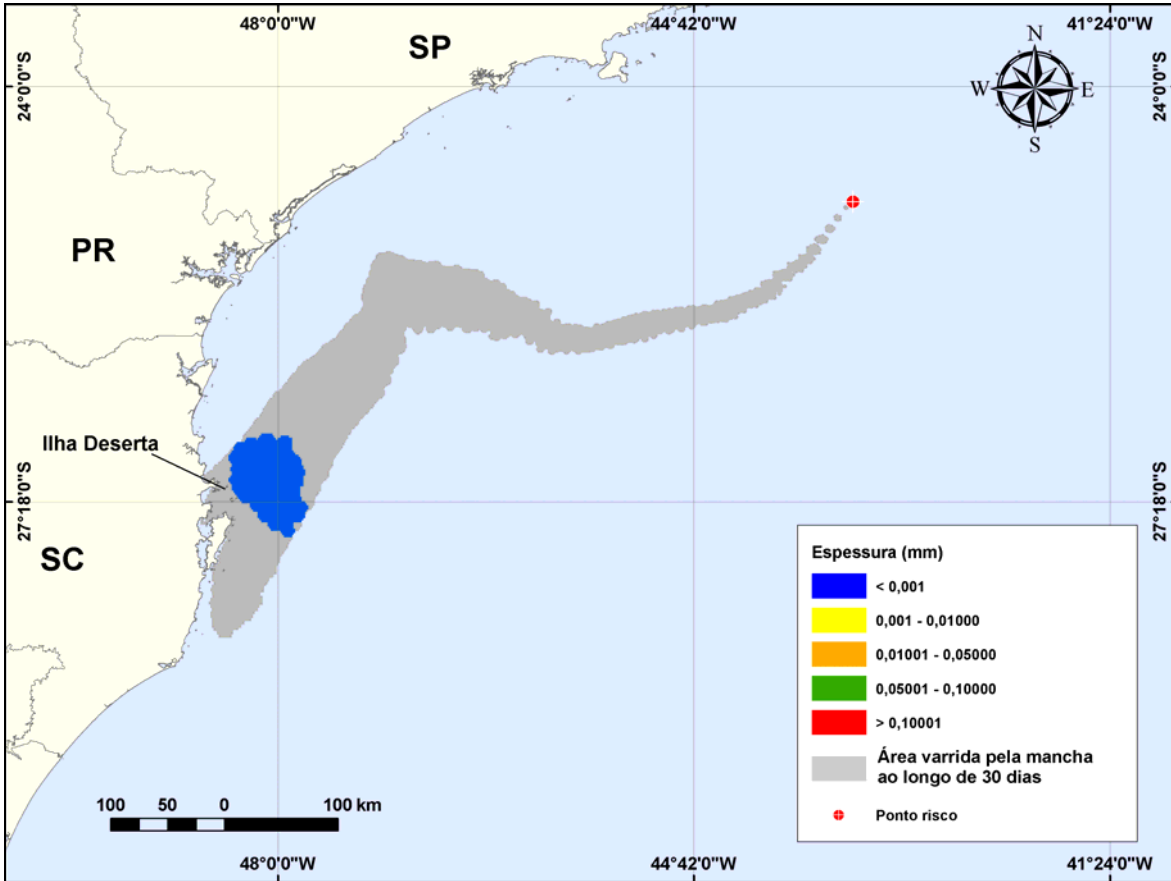 48°0'0"W
44°42'0"W
41°24'0"W
SP
N
W
E
S
24°0'0"S
24°0'0"S
PR
Ilha Deserta
27°18'0"S
27°18'0"S
SC
Espessura (mm)
< 0,001
0,001 - 0,01000
0,01001 - 0,05000
0,05001 - 0,10000
> 0,10001
Área varrida pela mancha
ao longo de 30 dias
Ponto risco
100 50 0 100 km
48°0'0"W
44°42'0"W
41°24'0"W